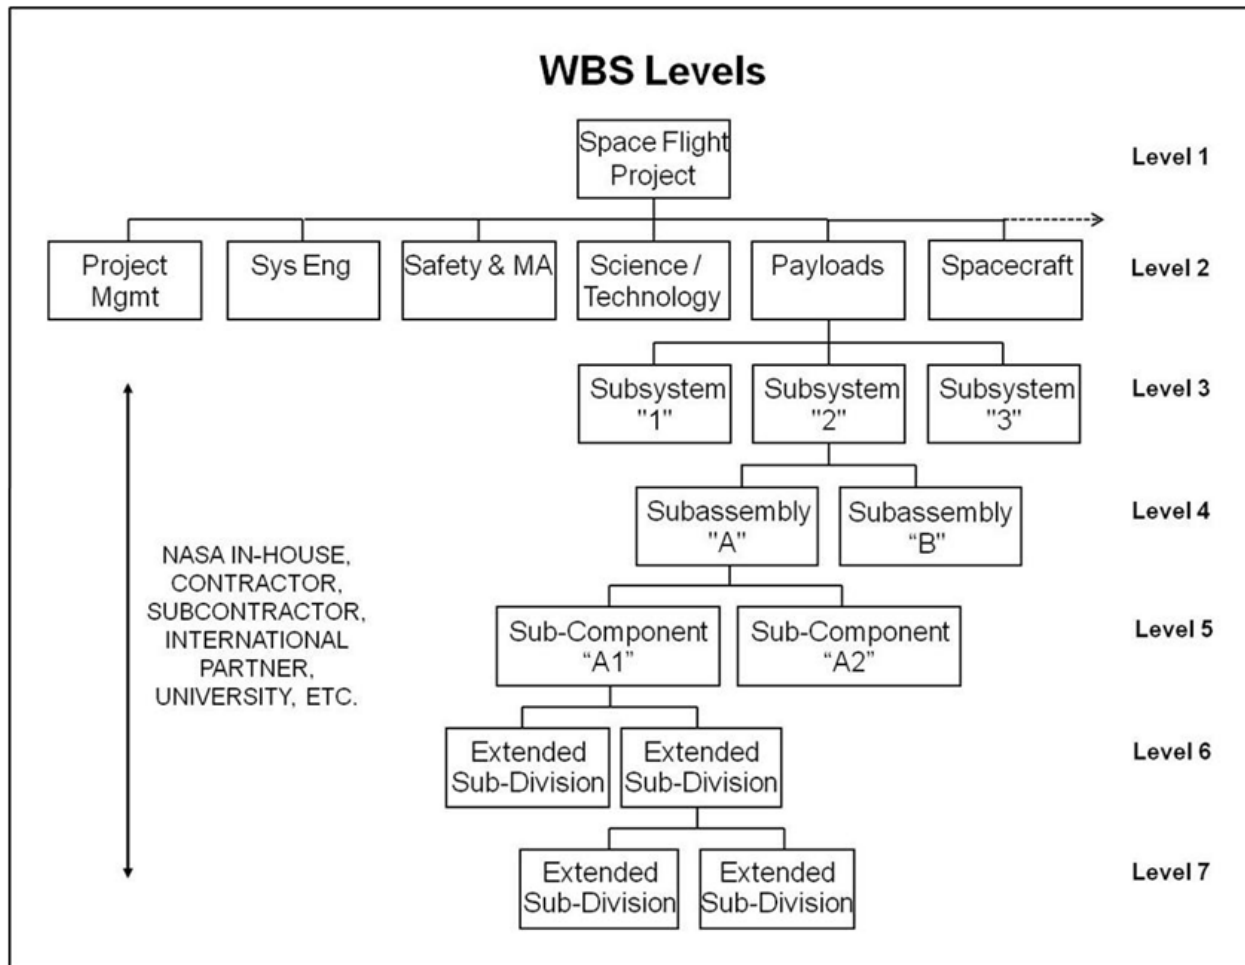 WBS Levels
Space Flight
Project
Level 1
Project
Mgmt
Sys Eng
Safety & MA
Science /
Technology
Payloads
Spacecraft
Level 2
Subsystem
"1"
Subsystem
"2"
Subsystem
"3"
Level 3
Subassembly
"A"
Subassembly
“B"
Level 4
NASA IN-HOUSE,
CONTRACTOR,
SUBCONTRACTOR,
INTERNATIONAL
PARTNER,
UNIVERSITY, ETC.
Sub-Component
“A1”
Sub-Component
“A2”
Level 5
Extended
Sub-Division
Extended
Sub-Division
Level 6
Extended
Sub-Division
Extended
Sub-Division
Level 7